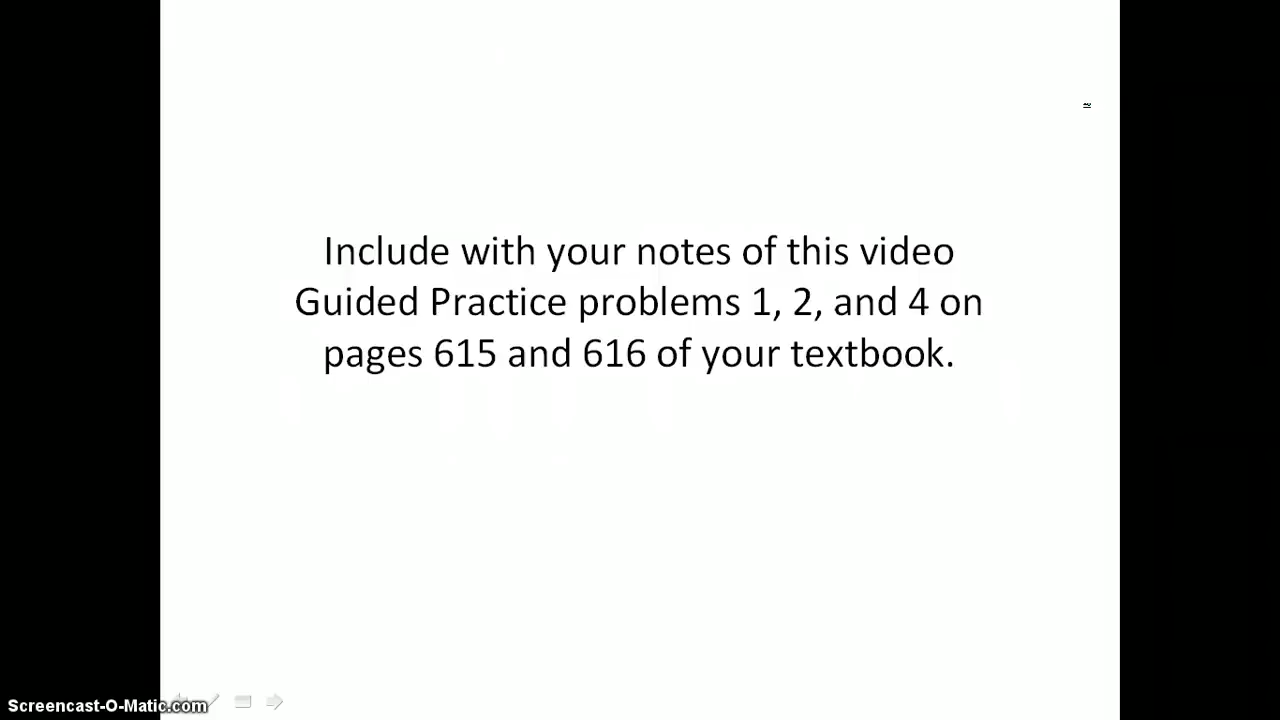 Include with your notes of this video
Guided Practice problems 1, 2, and 4 on
pages 615 and 616 of your textbook.
Screencast-O-Matic.com